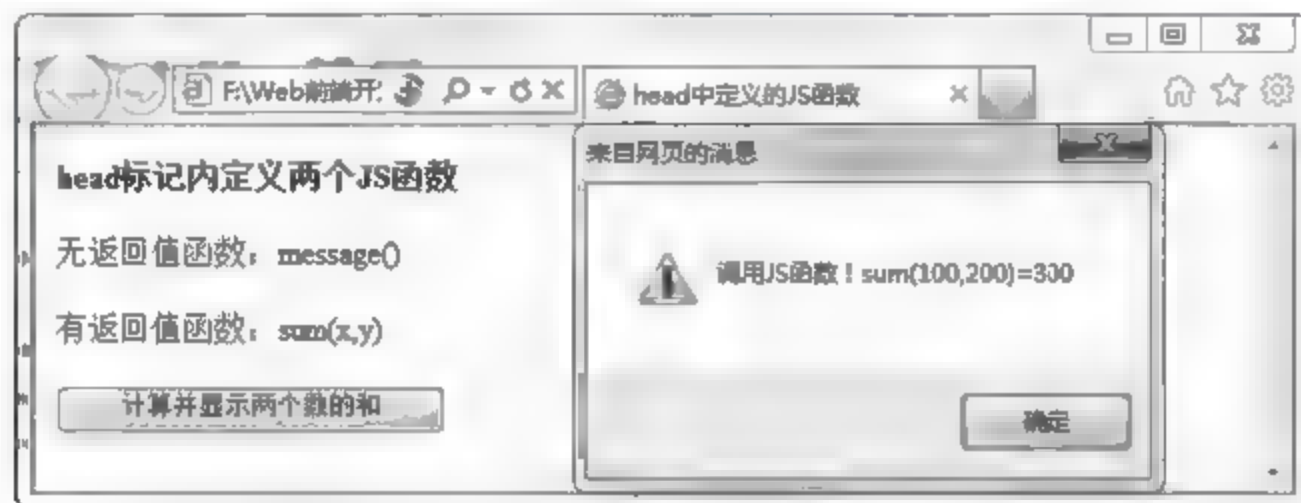 F:\Web前端开
head中定义的JS函数
来自网页的消息
head标记内定义两个JS函数
无返回值函数：message()
有返回值函数：sum(x,y)
计算并显示两个数的和
调用JS函数！sum(100,200)=300
确定